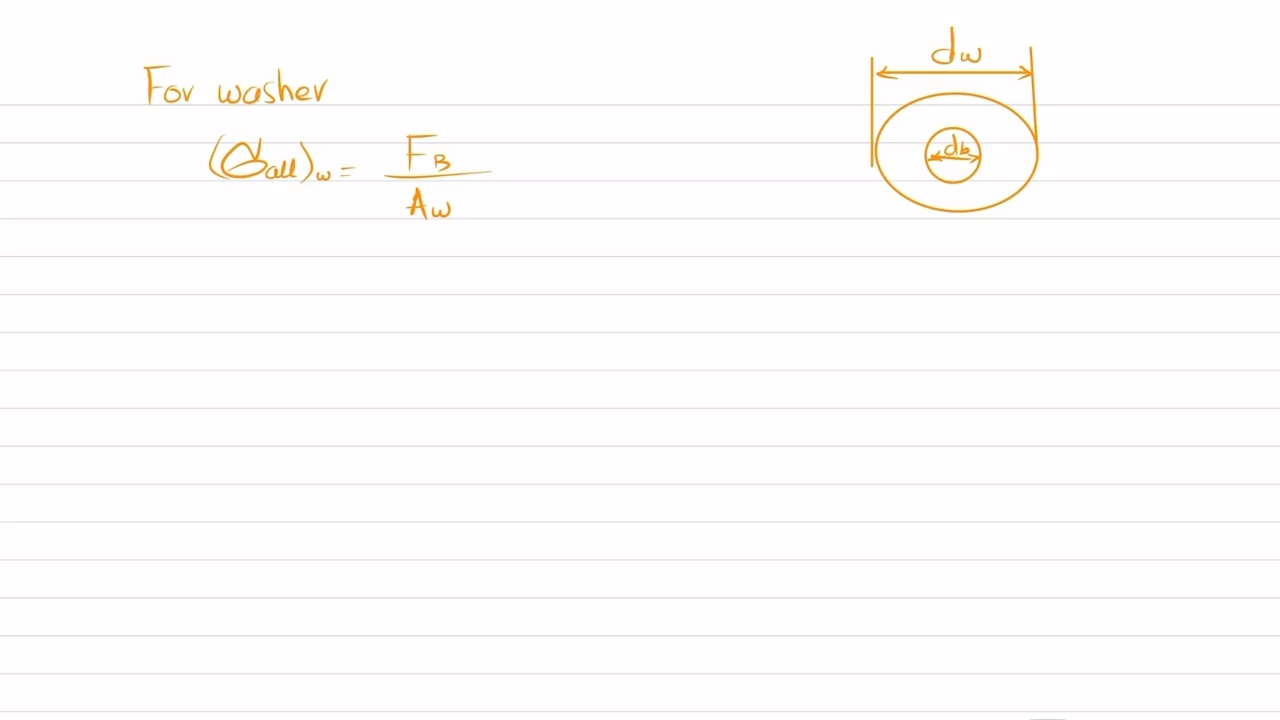 For washer
(σall)w = FB / Aw
dw
db